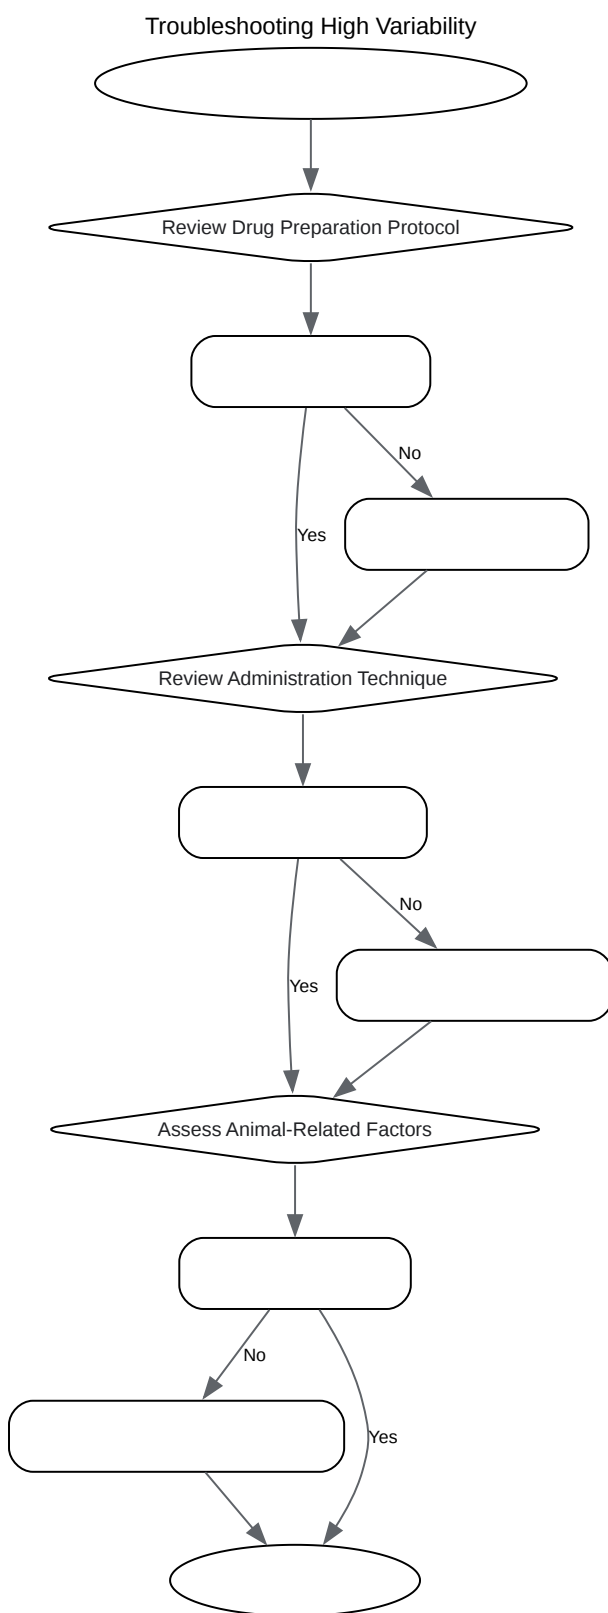 Troubleshooting High Variability
Review Drug Preparation Protocol
No
Yes
Review Administration Technique
No
Yes
Assess Animal-Related Factors
No
Yes